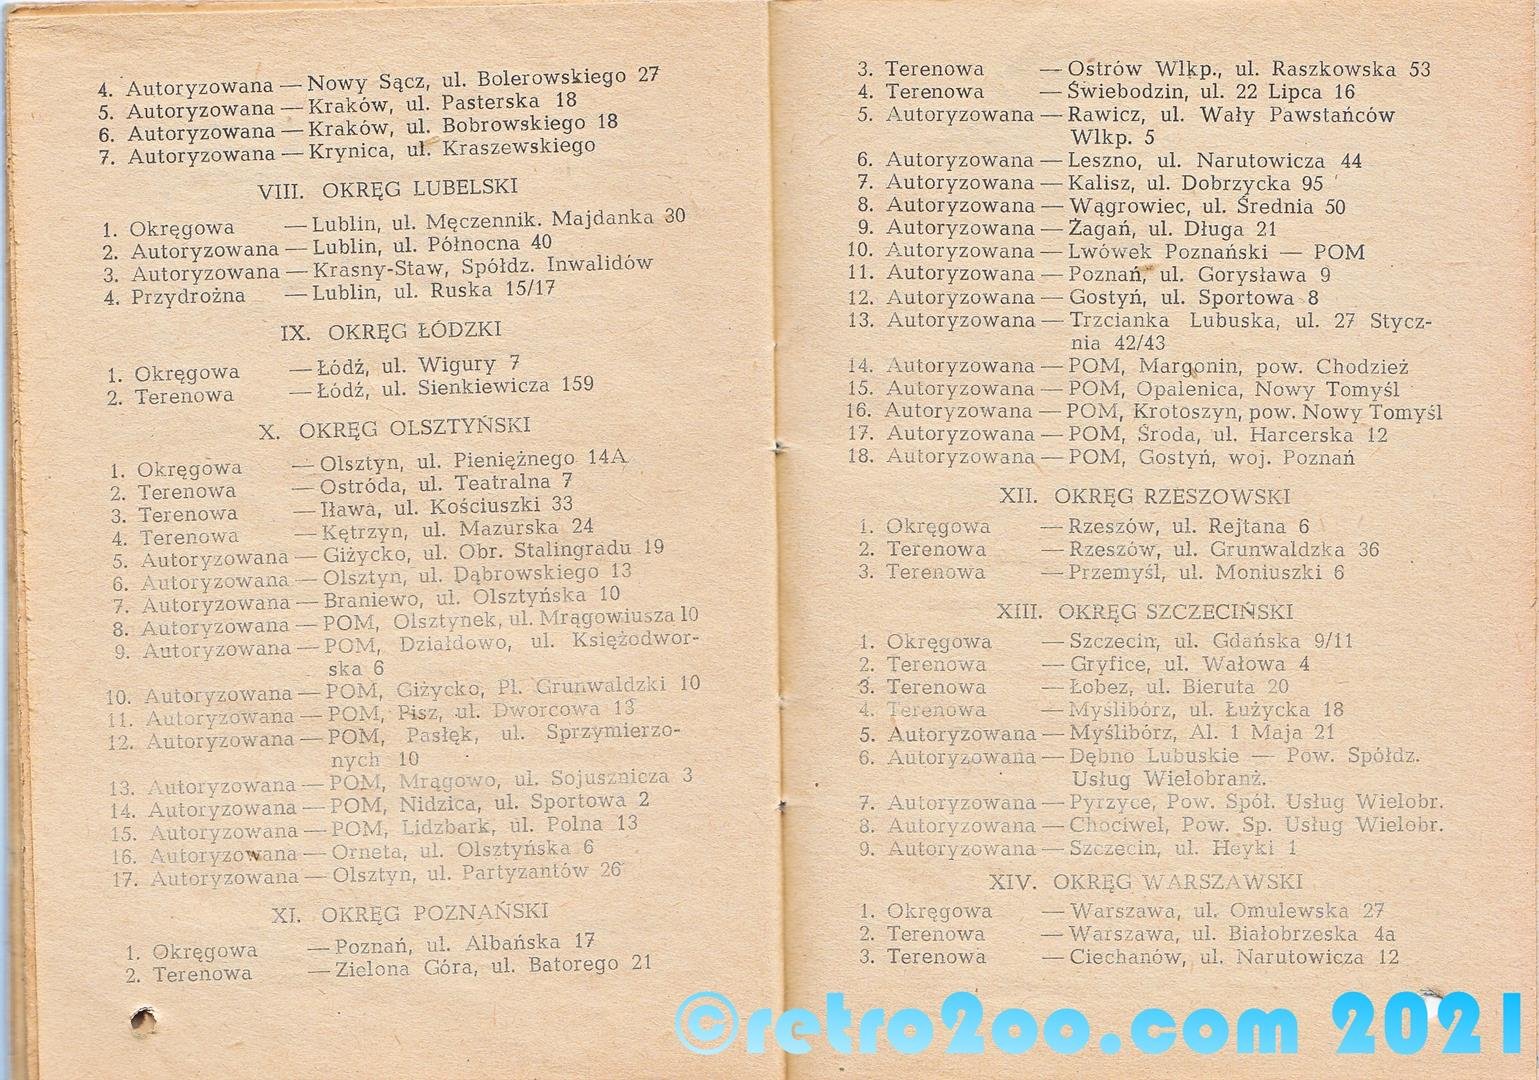 4. Autoryzowana — Nowy Sącz, ul. Bolerowskiego 27
5. Autoryzowana — Kraków, ul. Pasterska 18
6. Autoryzowana — Kraków, ul. Bobrowskiego 18
7. Autoryzowana — Krynica, ul. Kraszewskiego
VIII. OKRĘG LUBELSKI
1. Okręgowa — Lublin, ul. Męczennik. Majdanka 30
2. Autoryzowana — Lublin, ul. Północna 40
3. Autoryzowana — Krasny-Staw, Spółdz. Inwalidów
4. Przydrożna — Lublin, ul. Ruska 15/17
IX. OKRĘG ŁÓDZKI
1. Okręgowa — Łódź, ul. Wigury 7
2. Terenowa — Łódź, ul. Sienkiewicza 159
X. OKRĘG OLSZTYŃSKI
1. Okręgowa — Olsztyn, ul. Pieniężnego 14A
2. Terenowa — Ostróda, ul. Teatralna 7
3. Terenowa — Iława, ul. Kościuszki 33
4. Terenowa — Kętrzyn, ul. Mazurska 24
5. Autoryzowana — Giżycko, ul. Obr. Stalingradu 19
6. Autoryzowana — Olsztyn, ul. Dąbrowskiego 13
7. Autoryzowana — Braniewo, ul. Olsztyńska 10
8. Autoryzowana — POM, Olsztynek, ul. Mrągowiusza 10
9. Autoryzowana — POM, Działdowo, ul. Księżodwor-
ska 6
10. Autoryzowana — POM, Giżycko, Pl. Grunwaldzki 10
11. Autoryzowana — POM, Pisz, ul. Dworcowa 13
12. Autoryzowana — POM, Pasłęk, ul. Sprzymierzo-
nych 10
13. Autoryzowana — POM, Mrągowo, ul. Sojusznicza 3
14. Autoryzowana — POM, Nidzica, ul. Sportowa 2
15. Autoryzowana — POM, Lidzbark, ul. Polna 13
16. Autoryzowana — Orneta, ul. Olsztyńska 6
17. Autoryzowana — Olsztyn, ul. Partyzantów 26
XI. OKRĘG POZNAŃSKI
1. Okręgowa — Poznań, ul. Albańska 17
2. Terenowa — Zielona Góra, ul. Batorego 21
3. Terenowa — Ostrów Wlkp., ul. Raszkowska 53
4. Terenowa — Świebodzin, ul. 22 Lipca 16
5. Autoryzowana — Rawicz, ul. Wały Pawstańców
Wlkp. 5
6. Autoryzowana — Leszno, ul. Narutowicza 44
7. Autoryzowana — Kalisz, ul. Dobrzycka 95
8. Autoryzowana — Wągrowiec, ul. Średnia 50
9. Autoryzowana — Żagań, ul. Długa 21
10. Autoryzowana — Lwówek Poznański — POM
11. Autoryzowana — Poznań, ul. Gorysława 9
12. Autoryzowana — Gostyń, ul. Sportowa 8
13. Autoryzowana — Trzcianka Lubuska, ul. 27 Stycz-
nia 42/43
14. Autoryzowana — POM, Margonin, pow. Chodzież
15. Autoryzowana — POM, Opalenica, Nowy Tomyśl
16. Autoryzowana — POM, Krotoszyn, pow. Nowy Tomyśl
17. Autoryzowana — POM, Środa, ul. Harcerska 12
18. Autoryzowana — POM, Gostyń, woj. Poznań
XII. OKRĘG RZESZOWSKI
1. Okręgowa — Rzeszów, ul. Rejtana 6
2. Terenowa — Rzeszów, ul. Grunwaldzka 36
3. Terenowa — Przemyśl, ul. Moniuszki 6
XIII. OKRĘG SZCZECIŃSKI
1. Okręgowa — Szczecin, ul. Gdańska 9/11
2. Terenowa — Gryfice, ul. Wałowa 4
3. Terenowa — Łobez, ul. Bieruta 20
4. Terenowa — Myślibórz, ul. Łużycka 18
5. Autoryzowana — Myślibórz, Al. 1 Maja 21
6. Autoryzowana — Dębno Lubuskie — Pow. Spółdz.
Usług Wielobranż.
7. Autoryzowana — Pyrzyce, Pow. Spół. Usług Wielobr.
8. Autoryzowana — Chociwel, Pow. Sp. Usług Wielobr.
9. Autoryzowana — Szczecin, ul. Heyki 1
XIV. OKRĘG WARSZAWSKI
1. Okręgowa — Warszawa, ul. Omulewska 27
2. Terenowa — Warszawa, ul. Białobrzeska 4a
3. Terenowa — Ciechanów, ul. Narutowicza 12
©retro2oo.com 2021